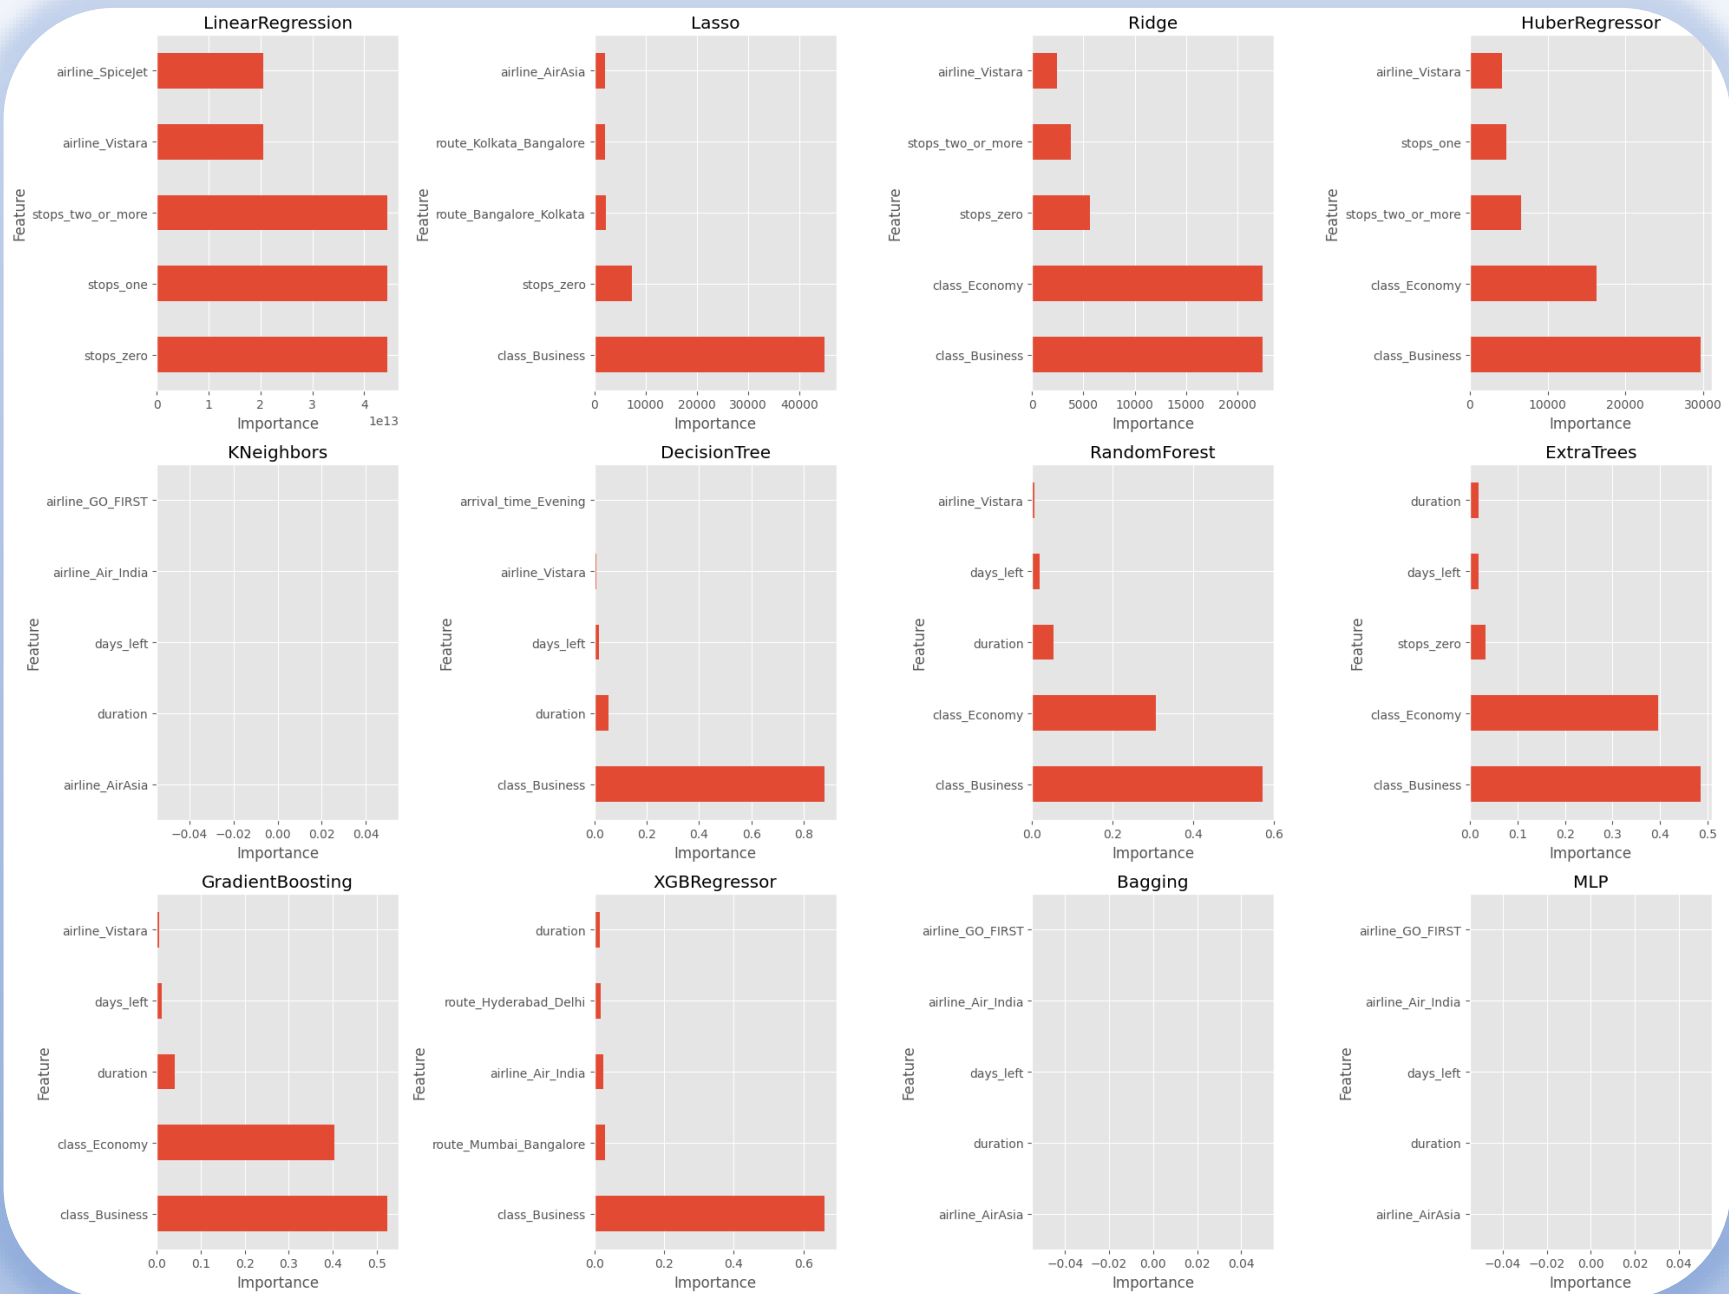 LinearRegression
airline_SpiceJet
airline_Vistara
stops_two_or_more
stops_one
stops_zero
Feature
0 1 2 3 4
1e13
Importance
Lasso
airline_AirAsia
route_Kolkata_Bangalore
route_Bangalore_Kolkata
stops_zero
class_Business
Feature
0 10000 20000 30000 40000
Importance
Ridge
airline_Vistara
stops_two_or_more
stops_zero
class_Economy
class_Business
Feature
0 5000 10000 15000 20000
Importance
HuberRegressor
airline_Vistara
stops_one
stops_two_or_more
class_Economy
class_Business
Feature
0 10000 20000 30000
Importance
KNeighbors
airline_GO_FIRST
airline_Air_India
days_left
duration
airline_AirAsia
Feature
−0.04 −0.02 0.00 0.02 0.04
Importance
DecisionTree
arrival_time_Evening
airline_Vistara
days_left
duration
class_Business
Feature
0.0 0.2 0.4 0.6 0.8
Importance
RandomForest
airline_Vistara
days_left
duration
class_Economy
class_Business
Feature
0.0 0.2 0.4 0.6
Importance
ExtraTrees
duration
days_left
stops_zero
class_Economy
class_Business
Feature
0.0 0.1 0.2 0.3 0.4 0.5
Importance
GradientBoosting
airline_Vistara
days_left
duration
class_Economy
class_Business
Feature
0.0 0.1 0.2 0.3 0.4 0.5
Importance
XGBRegressor
duration
route_Hyderabad_Delhi
airline_Air_India
route_Mumbai_Bangalore
class_Business
Feature
0.0 0.2 0.4 0.6
Importance
Bagging
airline_GO_FIRST
airline_Air_India
days_left
duration
airline_AirAsia
Feature
−0.04 −0.02 0.00 0.02 0.04
Importance
MLP
airline_GO_FIRST
airline_Air_India
days_left
duration
airline_AirAsia
Feature
−0.04 −0.02 0.00 0.02 0.04
Importance